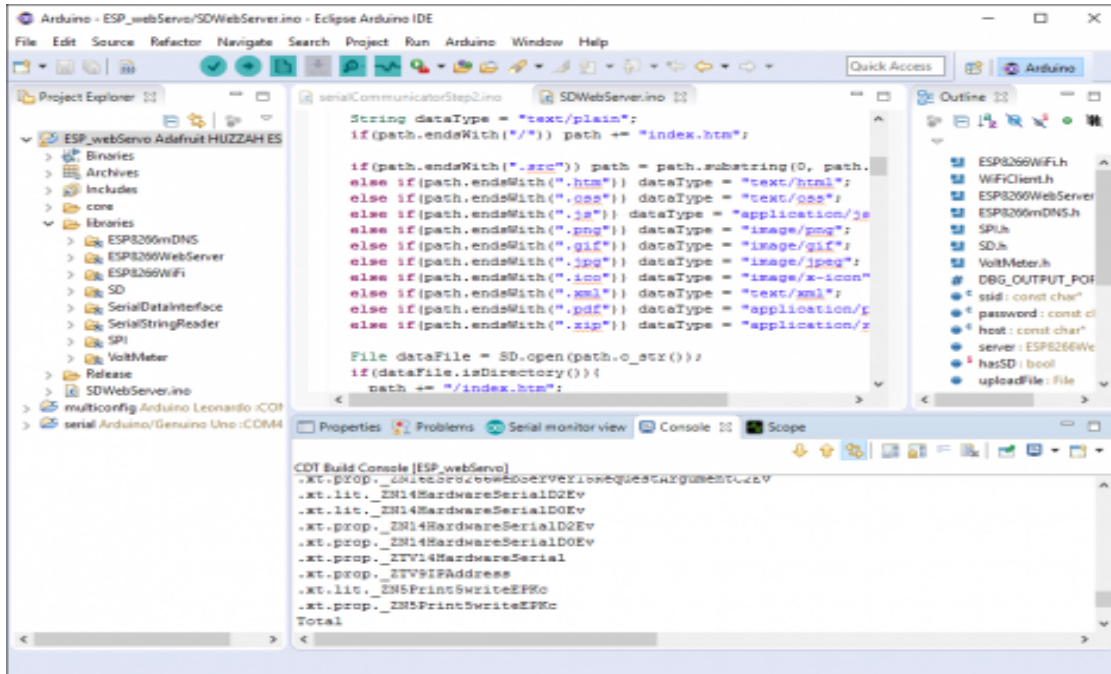 Arduino - ESP_webServo/SDWebServer.ino - Eclipse Arduino IDE
File Edit Source Refactor Navigate Search Project Run Arduino Window Help
Quick Access
Arduino
Project Explorer
ESP_webServo Adafruit HUZZAH ES
Binaries
Archives
Includes
core
libraries
ESP8266mDNS
ESP8266WebServer
ESP8266WiFi
SD
SerialDataInterface
SerialStringReader
SPI
VoltMeter
Release
SDWebServer.ino
multiconfig Arduino Leonardo :COM
serial Arduino/Genuino Uno :COM4
serialCommunicatorStep2.ino
SDWebServer.ino
String dataType = "text/plain";
if(path.endsWith("/")) path += "index.htm";
if(path.endsWith(".src")) path = path.substring(0, path.
else if(path.endsWith(".htm")) dataType = "text/html";
else if(path.endsWith(".css")) dataType = "text/css";
else if(path.endsWith(".js")) dataType = "application/ja
else if(path.endsWith(".png")) dataType = "image/png";
else if(path.endsWith(".gif")) dataType = "image/gif";
else if(path.endsWith(".jpg")) dataType = "image/jpeg";
else if(path.endsWith(".ico")) dataType = "image/x-icon"
else if(path.endsWith(".xml")) dataType = "text/xml";
else if(path.endsWith(".pdf")) dataType = "application/p
else if(path.endsWith(".zip")) dataType = "application/z
File dataFile = SD.open(path.c_str());
if(dataFile.isDirectory()){
path += "/index.htm";
Outline
ESP8266WiFi.h
WiFiClient.h
ESP8266WebServer
ESP8266mDNS.h
SPI.h
SD.h
VoltMeter.h
DBG_OUTPUT_POR
ssid : const char*
password : const cl
host : const char*
server : ESP8266We
hasSD : bool
uploadFile : File
Properties
Problems
Serial monitor view
Console
Scope
CDT Build Console [ESP_webServo]
.xt.prop._ZN16ESP8266WebServer15RequestArgumentC2Ev
.xt.lit._ZN14HardwareSerialD2Ev
.xt.lit._ZN14HardwareSerialD0Ev
.xt.prop._ZN14HardwareSerialD2Ev
.xt.prop._ZN14HardwareSerialD0Ev
.xt.prop._ZTV14HardwareSerial
.xt.prop._ZTV9IPAddress
.xt.lit._ZN5Print5writeEPKc
.xt.prop._ZN5Print5writeEPKc
Total